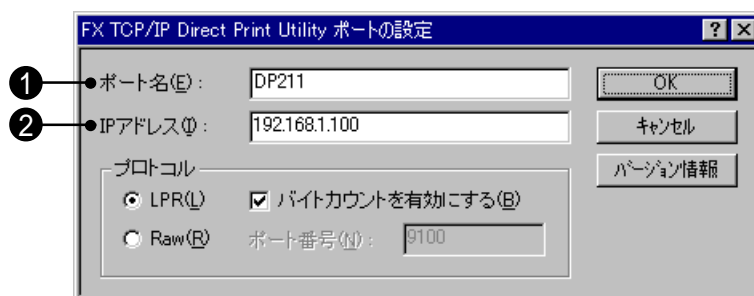 FX TCP/IP Direct Print Utility ポートの設定
? ×
❶ ポート名(E): DP211 OK
❷ IPアドレス(I): 192.168.1.100 キャンセル
プロトコル バージョン情報
LPR(L) バイトカウントを有効にする(B)
Raw(R) ポート番号(N): 9100